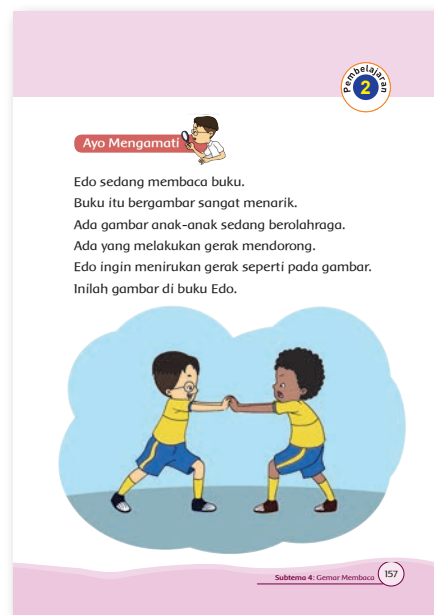 Pembelajaran
2
Ayo Mengamati
Edo sedang membaca buku.
Buku itu bergambar sangat menarik.
Ada gambar anak-anak sedang berolahraga.
Ada yang melakukan gerak mendorong.
Edo ingin menirukan gerak seperti pada gambar.
Inilah gambar di buku Edo.
Subtema 4: Gemar Membaca 157